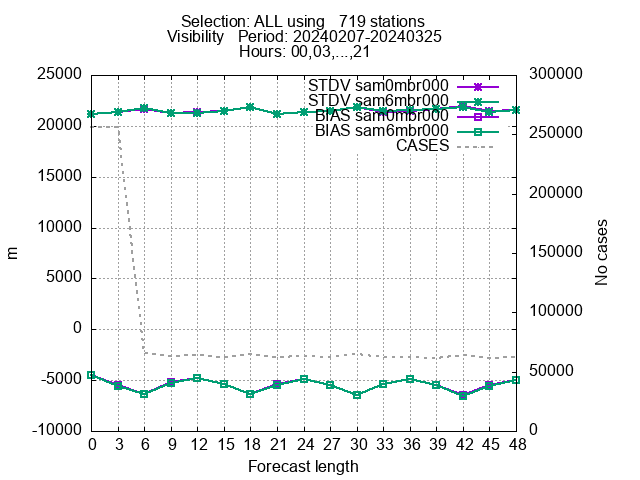 Selection: ALL using   719 stations
Visibility   Period: 20240207-20240325
Hours: 00,03,...,21
25000
20000
15000
10000
5000
0
-5000
-10000
m
300000
250000
200000
150000
100000
50000
0
No cases
STDV sam0mbr000
STDV sam6mbr000
BIAS sam0mbr000
BIAS sam6mbr000
CASES
0 3 6 9 12 15 18 21 24 27 30 33 36 39 42 45 48
Forecast length